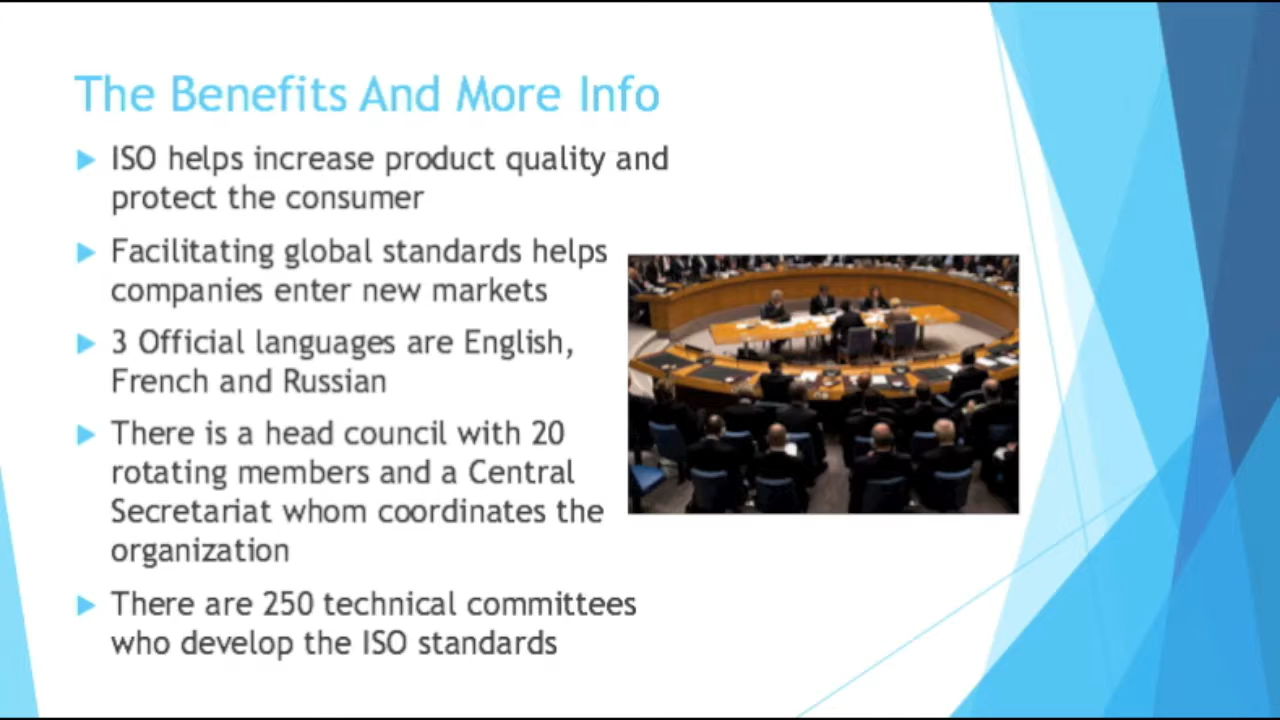 The Benefits And More Info
ISO helps increase product quality and
protect the consumer
Facilitating global standards helps
companies enter new markets
3 Official languages are English,
French and Russian
There is a head council with 20
rotating members and a Central
Secretariat whom coordinates the
organization
There are 250 technical committees
who develop the ISO standards